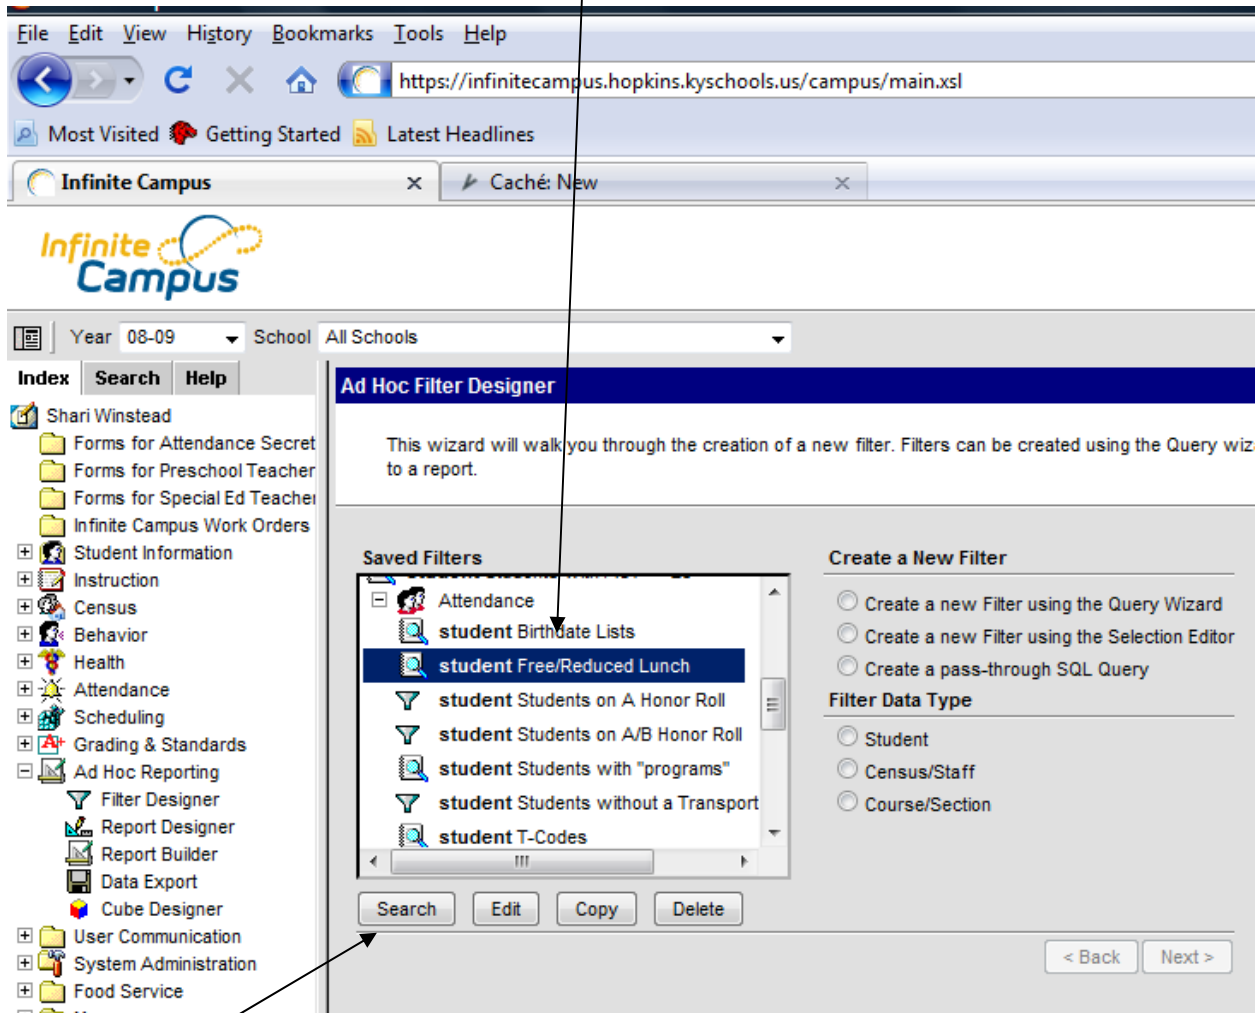 File Edit View History Bookmarks Tools Help
https://infinitecampus.hopkins.kyschools.us/campus/main.xsl
Most Visited Getting Started Latest Headlines
Infinite Campus x Caché: New x
Infinite
Campus
Year 08-09 School All Schools
Index Search Help
Ad Hoc Filter Designer
Shari Winstead
Forms for Attendance Secret
Forms for Preschool Teacher
Forms for Special Ed Teacher
Infinite Campus Work Orders
Student Information
Instruction
Census
Behavior
Health
Attendance
Scheduling
Grading & Standards
Ad Hoc Reporting
Filter Designer
Report Designer
Report Builder
Data Export
Cube Designer
User Communication
System Administration
Food Service
This wizard will walk you through the creation of a new filter. Filters can be created using the Query wiz
to a report.
Saved Filters
Attendance
student Birthdate Lists
student Free/Reduced Lunch
student Students on A Honor Roll
student Students on A/B Honor Roll
student Students with "programs"
student Students without a Transport
student T-Codes
Search Edit Copy Delete
Create a New Filter
Create a new Filter using the Query Wizard
Create a new Filter using the Selection Editor
Create a pass-through SQL Query
Filter Data Type
Student
Census/Staff
Course/Section
< Back Next >